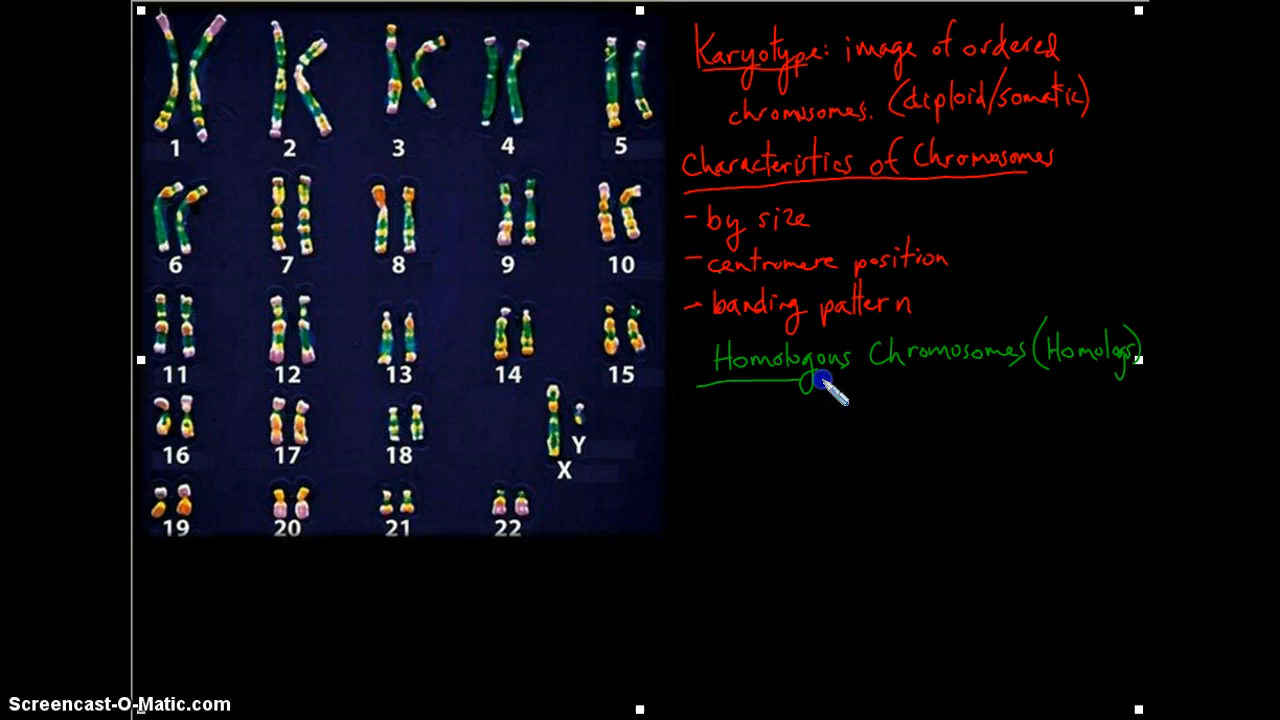 Karyotype: image of ordered
chromosomes. (diploid/somatic)
Characteristics of Chromosomes
- by size
- centromere position
- banding pattern
Homologous Chromosomes (Homologs)
1 2 3 4 5
6 7 8 9 10
11 12 13 14 15
16 17 18 X Y
19 20 21 22
Screencast-O-Matic.com